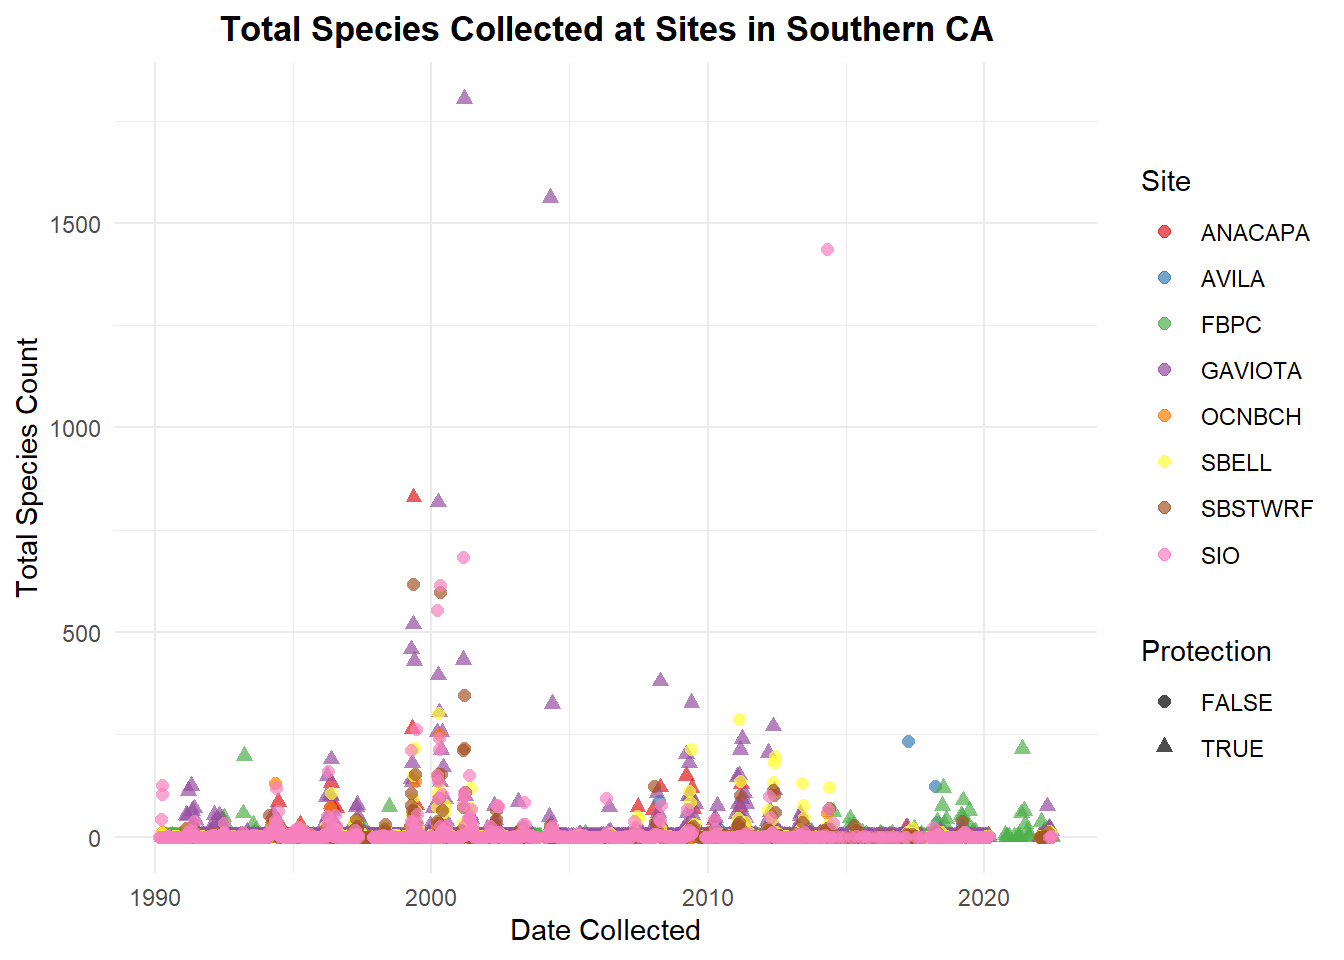 Total Species Collected at Sites in Southern CA
Total Species Count
1500
1000
500
0
1990
2000
2010
2020
Date Collected
Site
ANACAPA
AVILA
FBPC
GAVIOTA
OCNBCH
SBELL
SBSTWRF
SIO
Protection
FALSE
TRUE